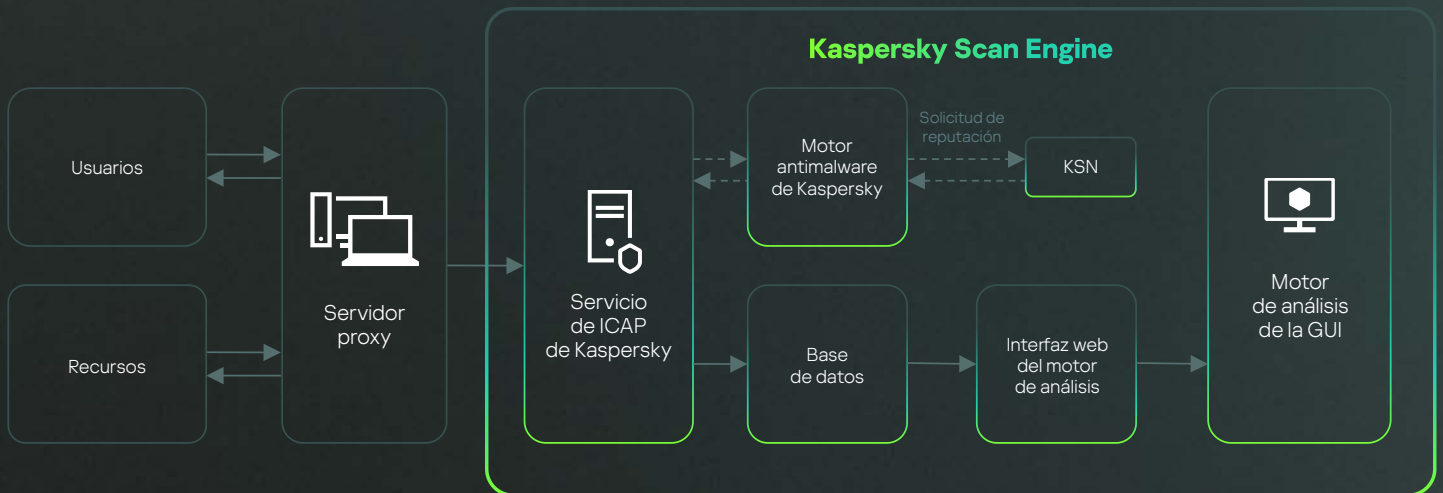 Kaspersky Scan Engine
Usuarios
Recursos
Servidor
proxy
Servicio
de ICAP
de Kaspersky
Motor
antimalware
de Kaspersky
Solicitud de
reputación
KSN
Base
de datos
Interfaz web
del motor
de análisis
Motor
de análisis
de la GUI